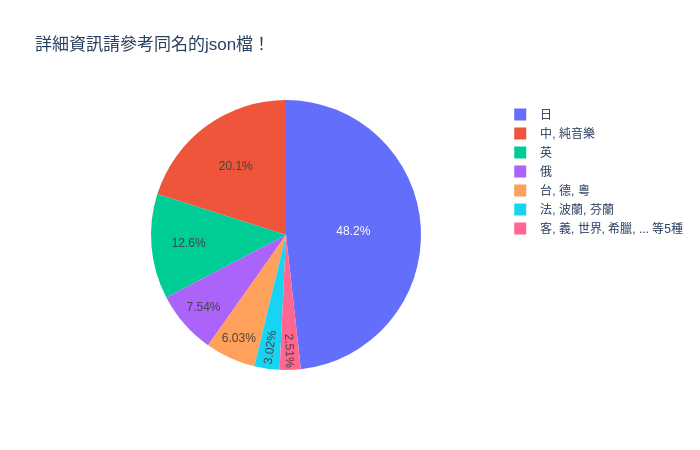 詳細資訊請參考同名的json檔！
日
中, 純音樂
英
俄
台, 德, 粵
法, 波蘭, 芬蘭
客, 義, 世界, 希臘, ... 等5種
48.2%
20.1%
12.6%
7.54%
6.03%
3.02%
2.51%